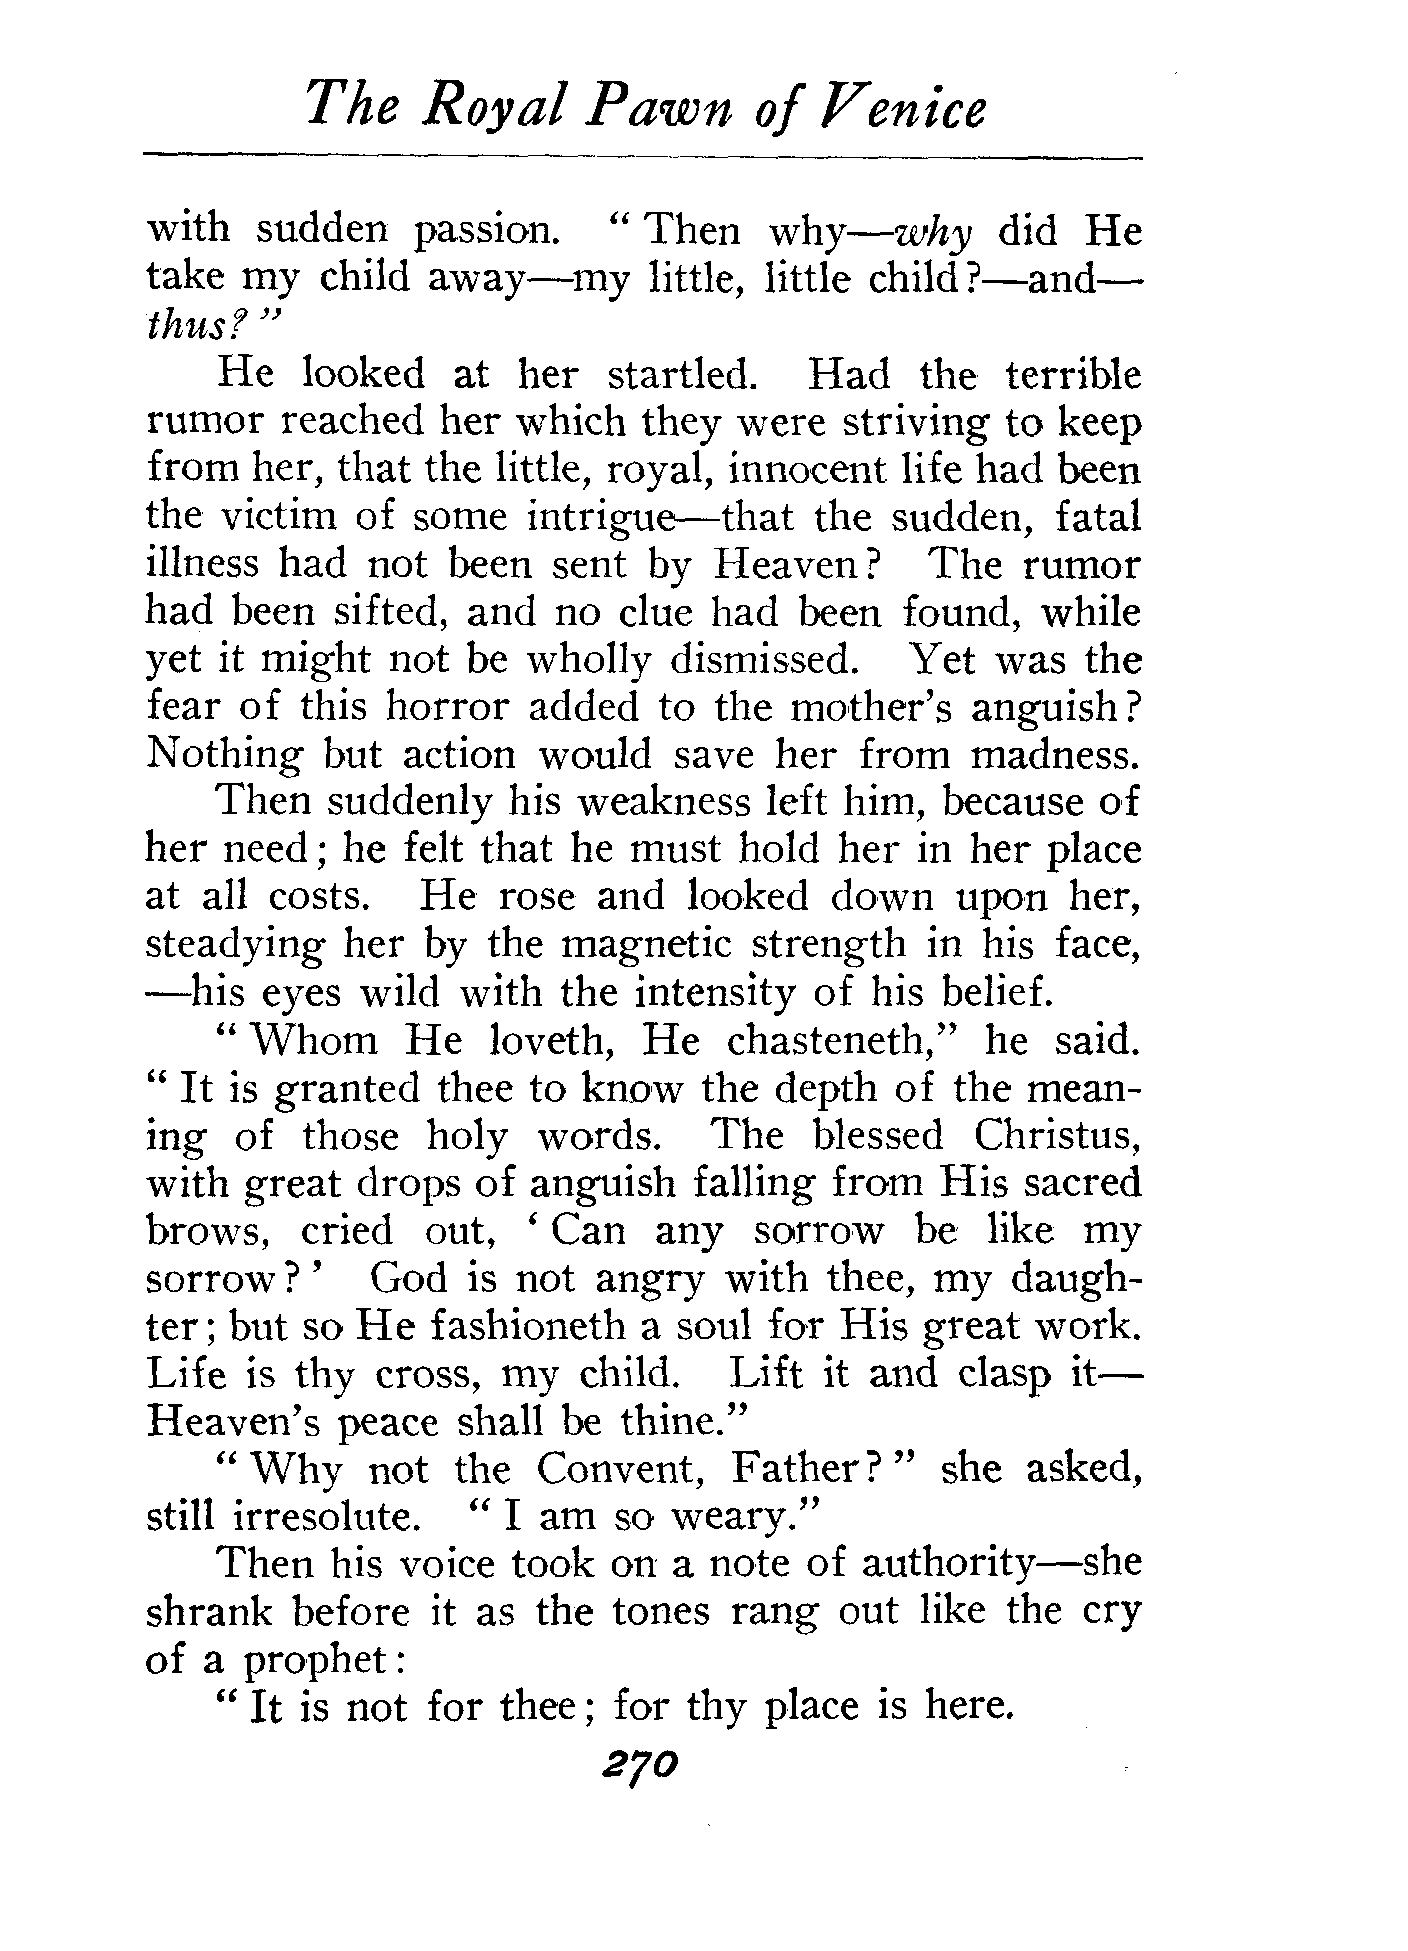 The Royal Pawn of Venice
with sudden passion. “ Then why—why did He
take my child away—my little, little child?—and—
thus? ”
He looked at her startled. Had the terrible
rumor reached her which they were striving to keep
from her, that the little, royal, innocent life had been
the victim of some intrigue—that the sudden, fatal
illness had not been sent by Heaven? The rumor
had been sifted, and no clue had been found, while
yet it might not be wholly dismissed. Yet was the
fear of this horror added to the mother’s anguish?
Nothing but action would save her from madness.
Then suddenly his weakness left him, because of
her need; he felt that he must hold her in her place
at all costs. He rose and looked down upon her,
steadying her by the magnetic strength in his face,
—his eyes wild with the intensity of his belief.
“ Whom He loveth, He chasteneth,” he said.
“ It is granted thee to know the depth of the mean-
ing of those holy words. The blessed Christus,
with great drops of anguish falling from His sacred
brows, cried out, ‘ Can any sorrow be like my
sorrow? ’ God is not angry with thee, my daugh-
ter; but so He fashioneth a soul for His great work.
Life is thy cross, my child. Lift it and clasp it—
Heaven’s peace shall be thine.”
“ Why not the Convent, Father? ” she asked,
still irresolute. “ I am so weary.”
Then his voice took on a note of authority—she
shrank before it as the tones rang out like the cry
of a prophet:
“ It is not for thee; for thy place is here.
270